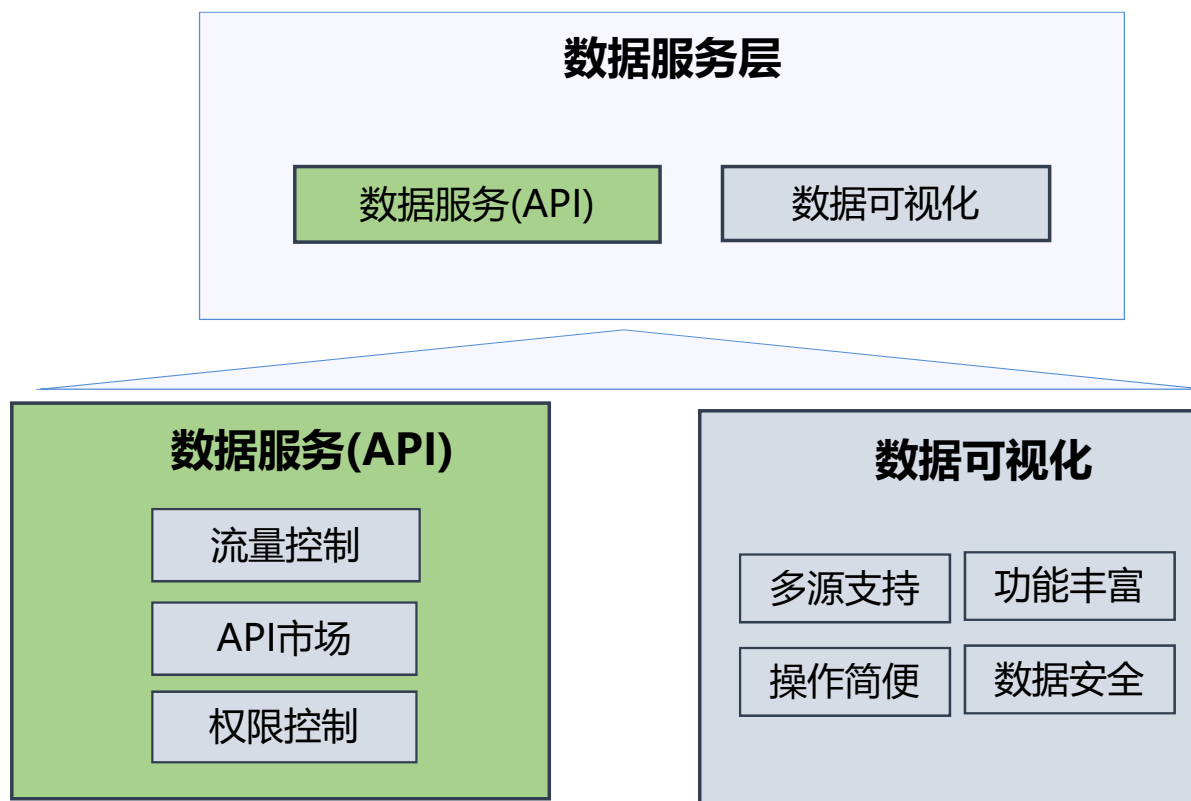 数据服务层
数据服务(API)
数据可视化
数据服务(API)
流量控制
API市场
权限控制
数据可视化
多源支持
功能丰富
操作简便
数据安全